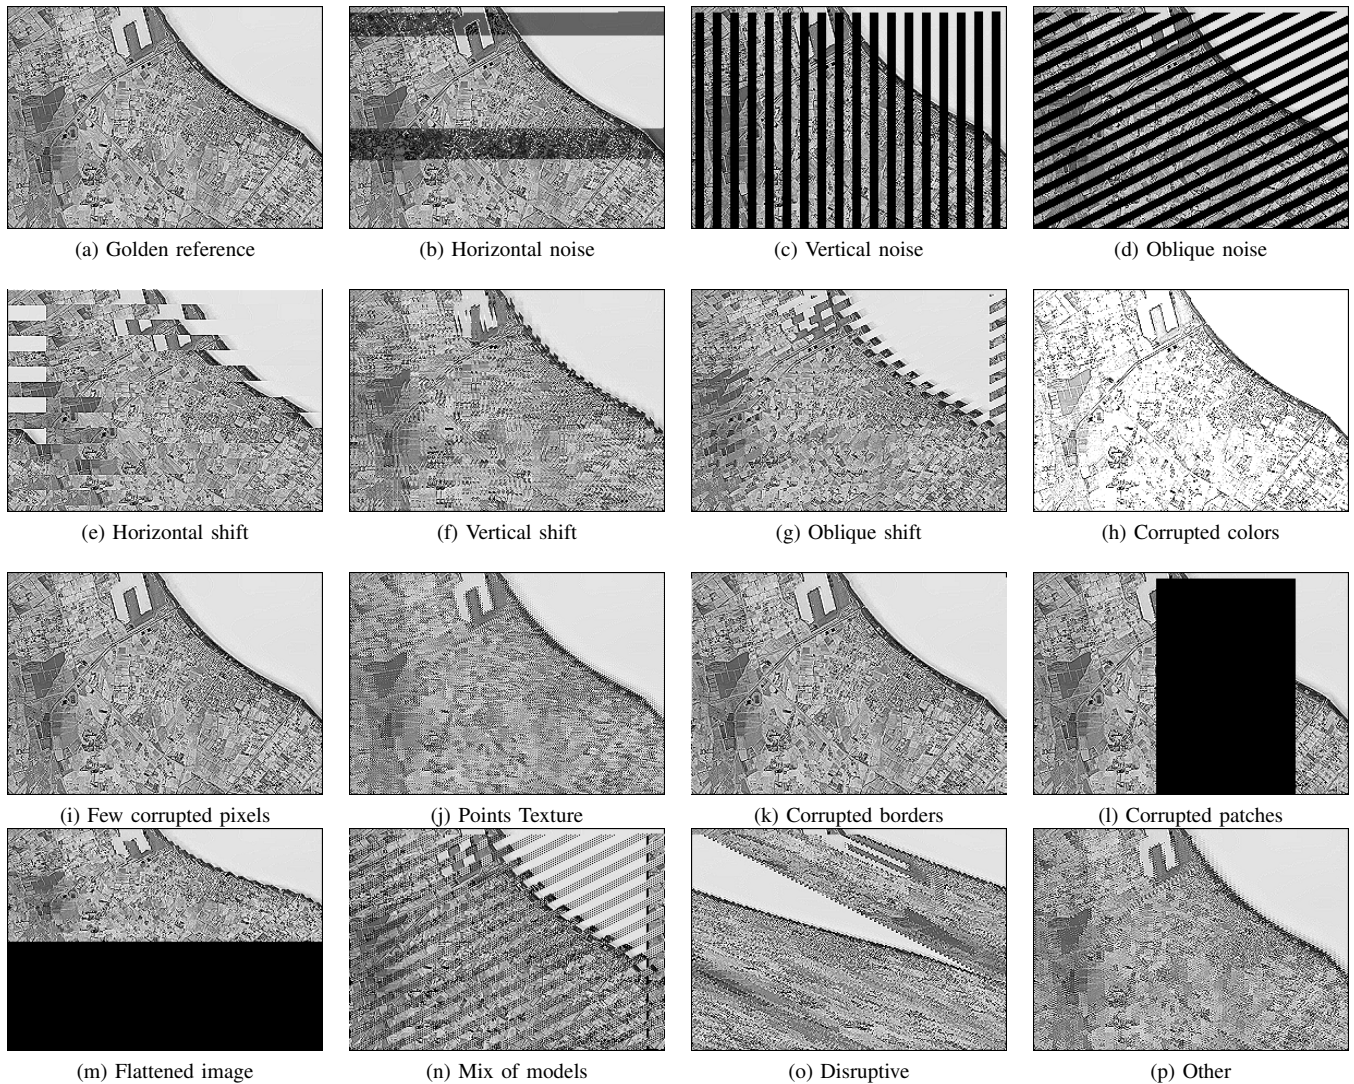 (a) Golden reference
(b) Horizontal noise
(c) Vertical noise
(d) Oblique noise
(e) Horizontal shift
(f) Vertical shift
(g) Oblique shift
(h) Corrupted colors
(i) Few corrupted pixels
(j) Points Texture
(k) Corrupted borders
(l) Corrupted patches
(m) Flattened image
(n) Mix of models
(o) Disruptive
(p) Other